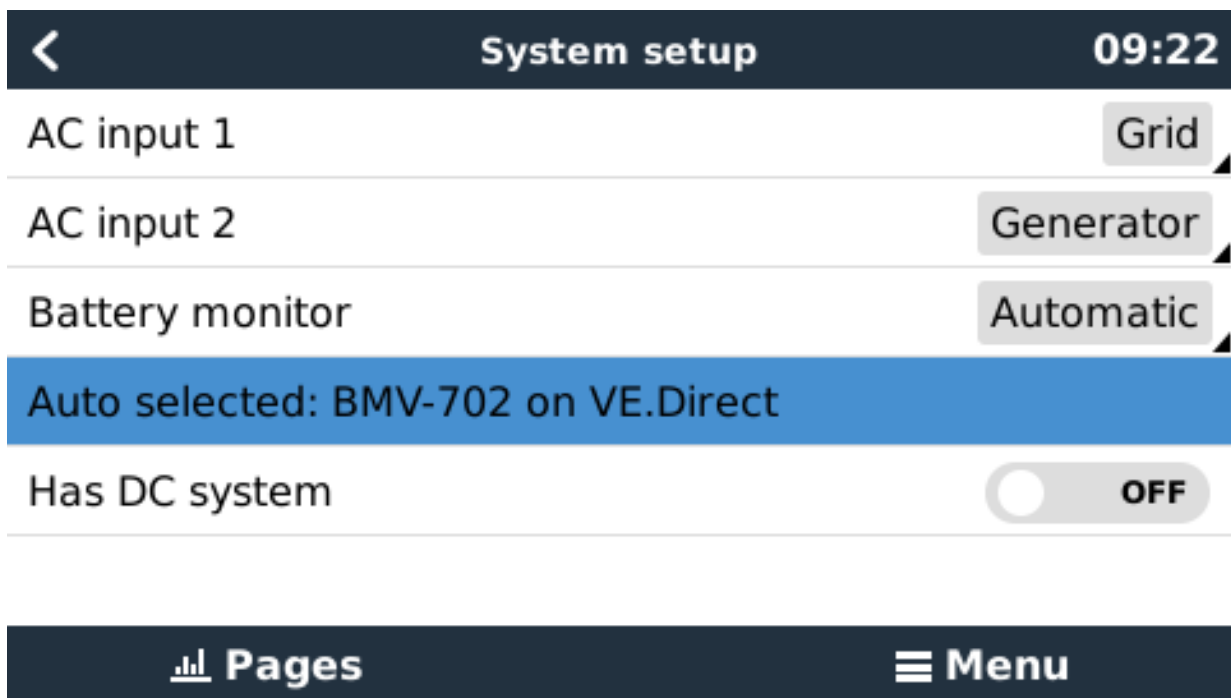 System setup 09:22
AC input 1 Grid
AC input 2 Generator
Battery monitor Automatic
Auto selected: BMV-702 on VE.Direct
Has DC system OFF
Pages Menu